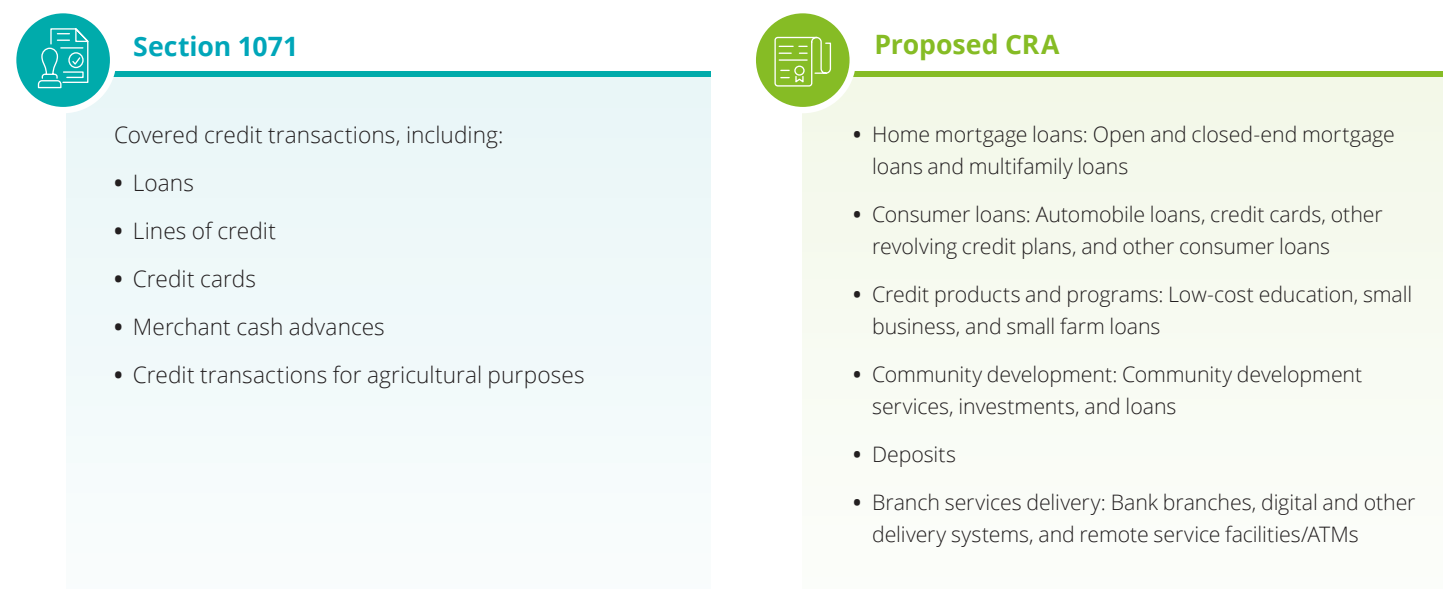 Section 1071
Covered credit transactions, including:
• Loans
• Lines of credit
• Credit cards
• Merchant cash advances
• Credit transactions for agricultural purposes
Proposed CRA
• Home mortgage loans: Open and closed-end mortgage
loans and multifamily loans
• Consumer loans: Automobile loans, credit cards, other
revolving credit plans, and other consumer loans
• Credit products and programs: Low-cost education, small
business, and small farm loans
• Community development: Community development
services, investments, and loans
• Deposits
• Branch services delivery: Bank branches, digital and other
delivery systems, and remote service facilities/ATMs